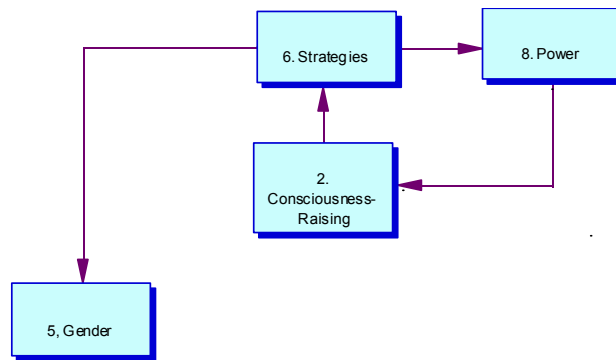 6. Strategies
8. Power
2.
Consciousness-
Raising
5, Gender